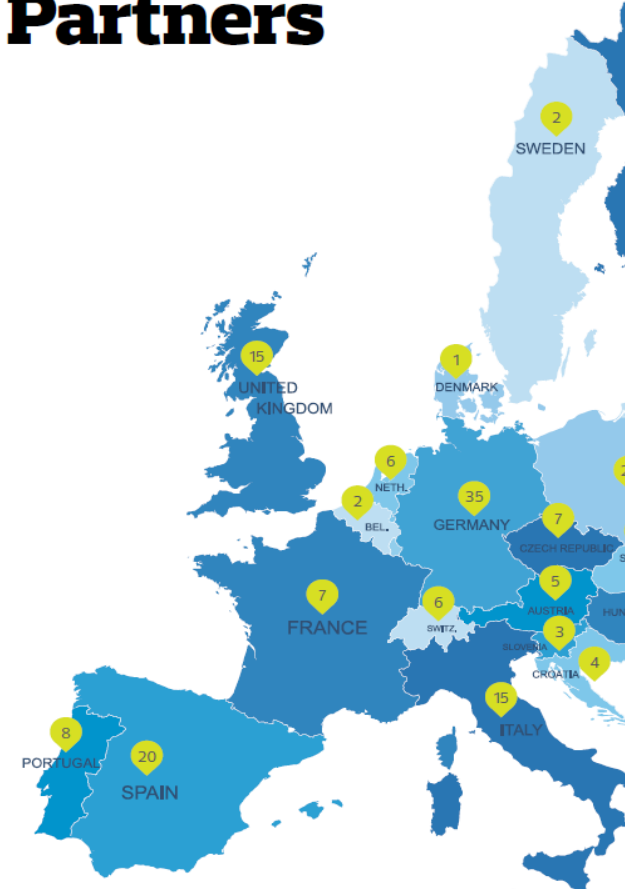 Partners
2
SWEDEN
15
UNITED
KINGDOM
1
DENMARK
6
NETH.
2
BEL.
35
GERMANY
7
CZECH REPUBLIC
5
AUSTRIA
7
FRANCE
6
SWITZ.
3
SLOVENIA
4
CROATIA
15
ITALY
8
PORTUGAL
20
SPAIN